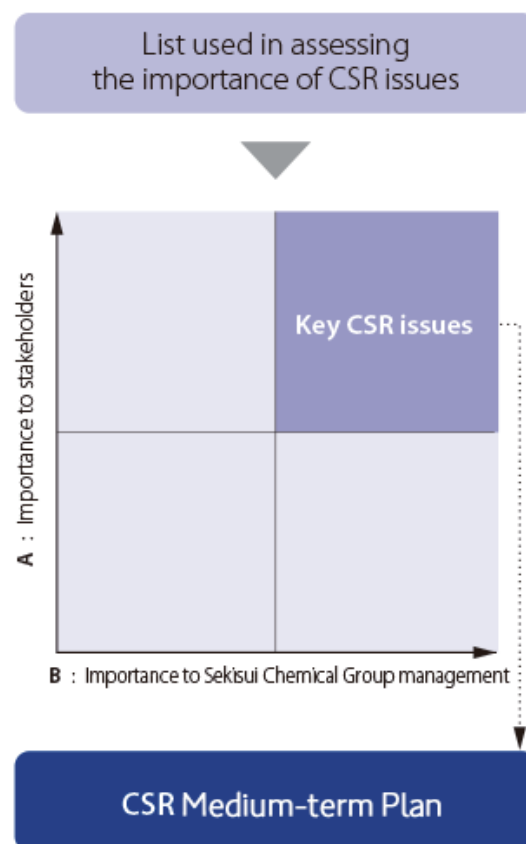 List used in assessing
the importance of CSR issues
Key CSR issues
A : Importance to stakeholders
B : Importance to Sekisui Chemical Group management
CSR Medium-term Plan